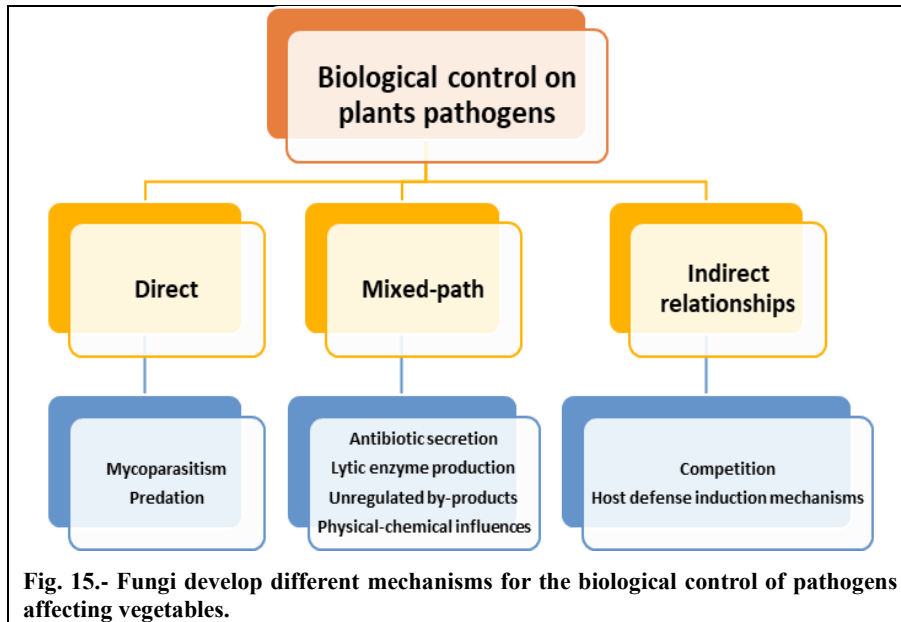 Biological control on
plants pathogens
Direct
Mixed-path
Indirect
relationships
Mycoparasitism
Predation
Antibiotic secretion
Lytic enzyme production
Unregulated by-products
Physical-chemical influences
Competition
Host defense induction mechanisms
Fig. 15.- Fungi develop different mechanisms for the biological control of pathogens
affecting vegetables.